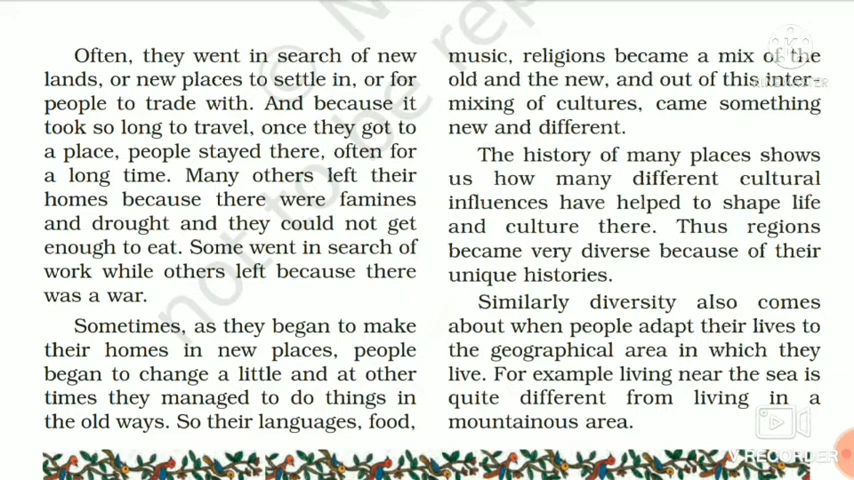 Often, they went in search of new
lands, or new places to settle in, or for
people to trade with. And because it
took so long to travel, once they got to
a place, people stayed there, often for
a long time. Many others left their
homes because there were famines
and drought and they could not get
enough to eat. Some went in search of
work while others left because there
was a war.
Sometimes, as they began to make
their homes in new places, people
began to change a little and at other
times they managed to do things in
the old ways. So their languages, food,
music, religions became a mix of the
old and the new, and out of this inter-
mixing of cultures, came something
new and different.
The history of many places shows
us how many different cultural
influences have helped to shape life
and culture there. Thus regions
became very diverse because of their
unique histories.
Similarly diversity also comes
about when people adapt their lives to
the geographical area in which they
live. For example living near the sea is
quite different from living in a
mountainous area.
©
not to be rep
V RECORDER